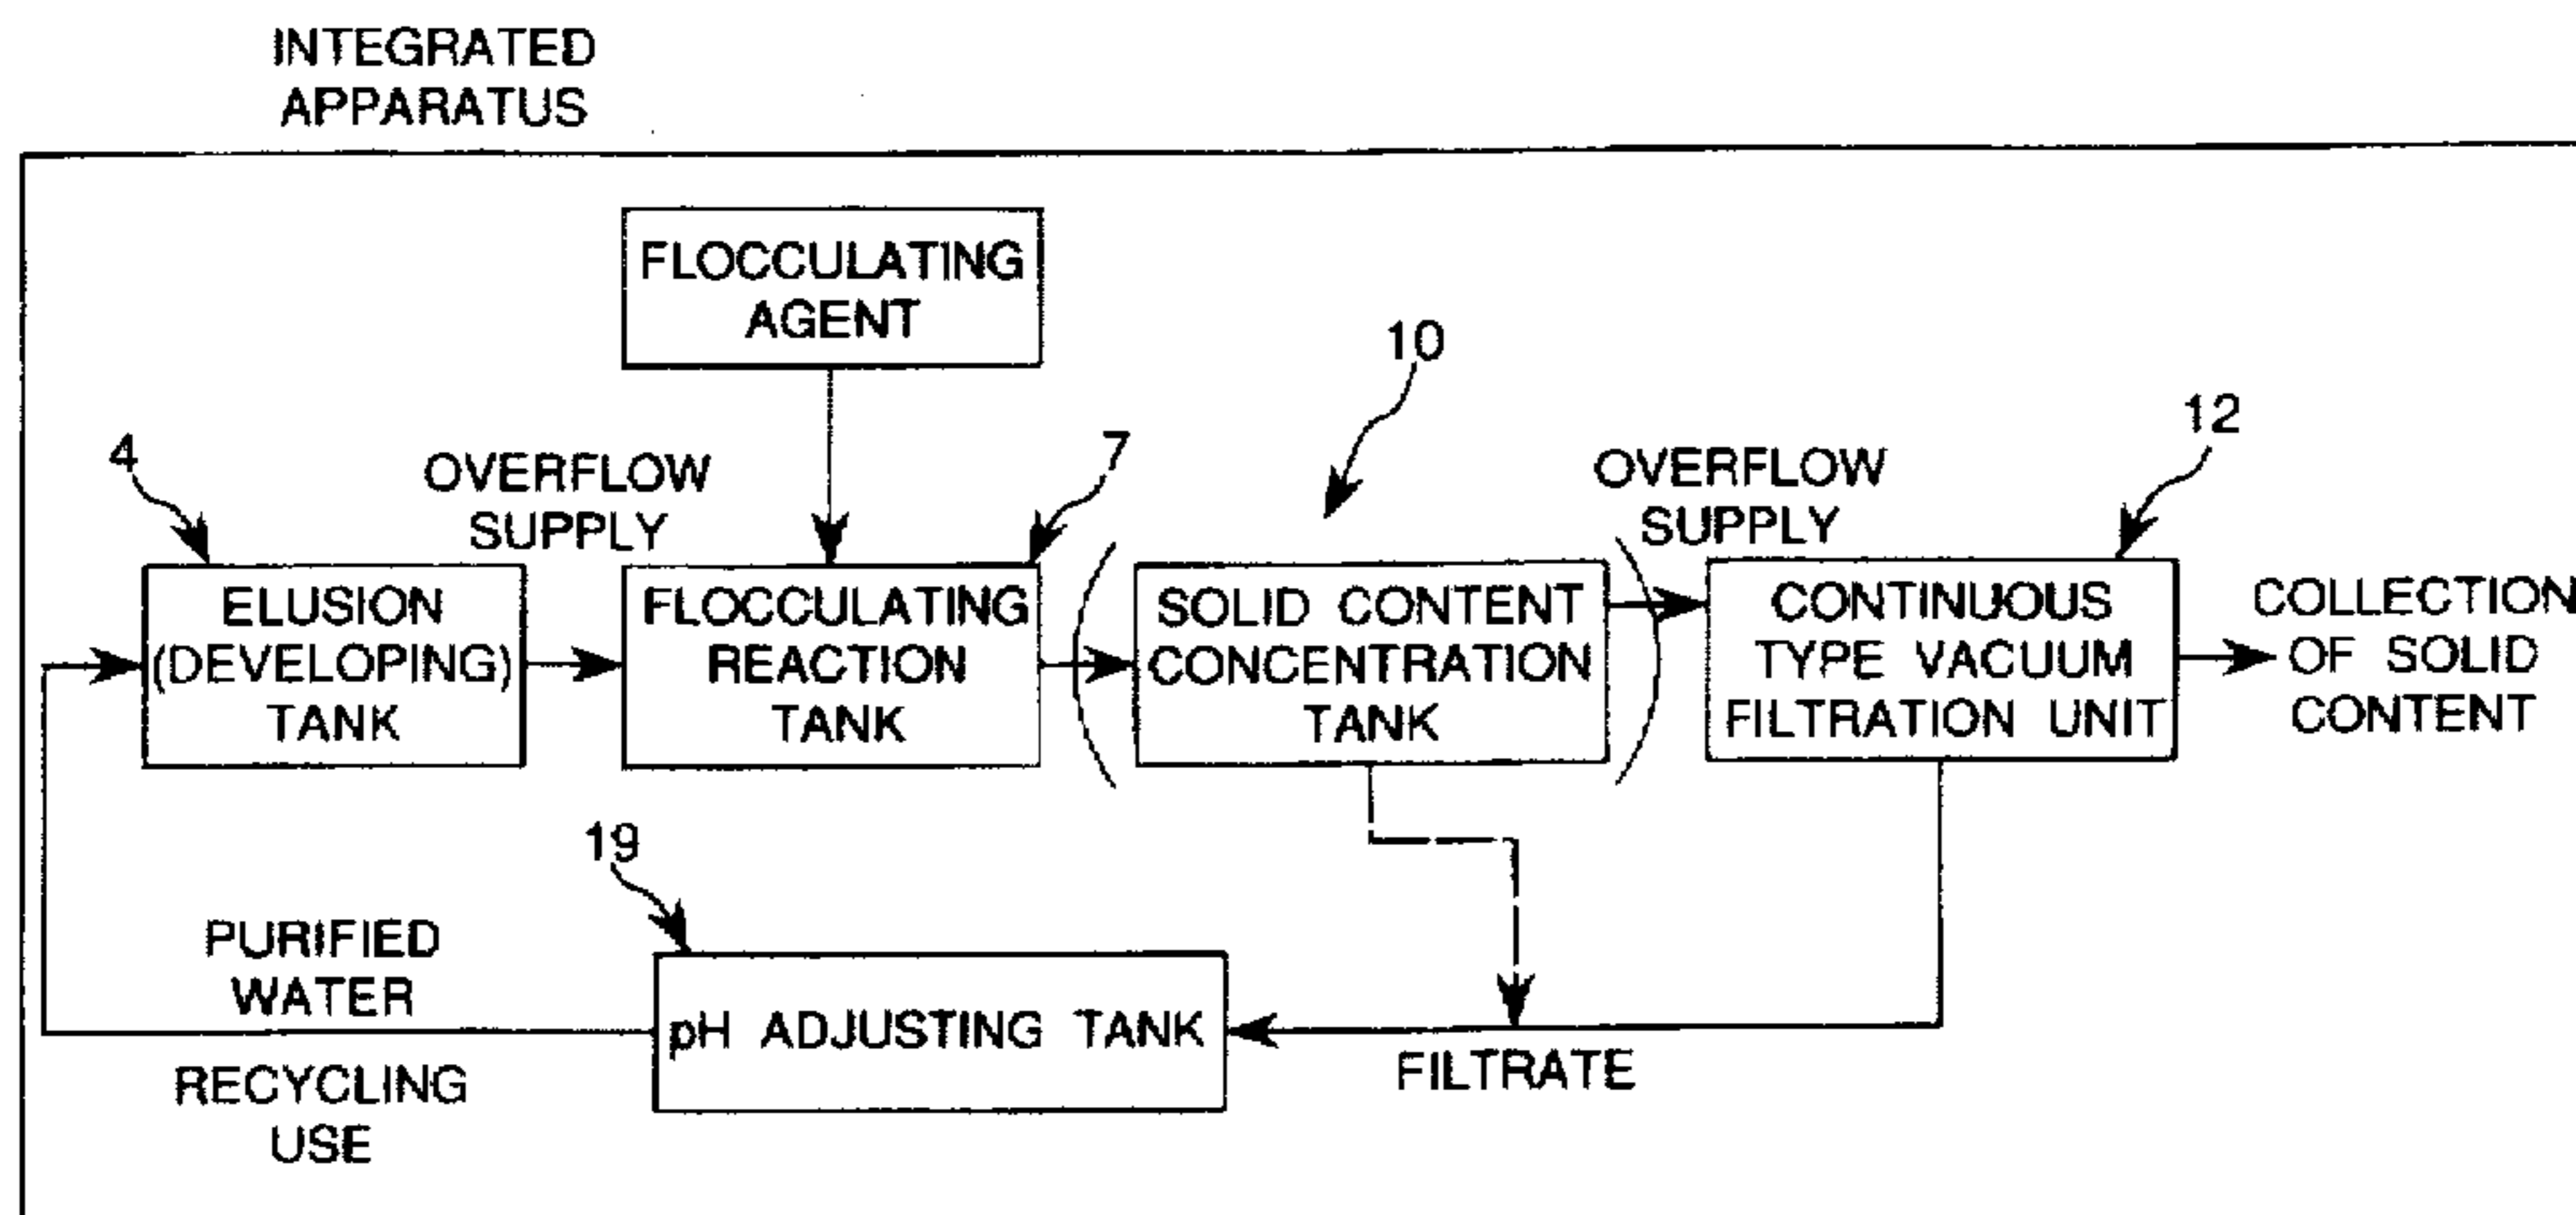 INTEGRATED
APPARATUS
FLOCCULATING
AGENT
10
12
4
OVERFLOW
SUPPLY
7
OVERFLOW
SUPPLY
ELUSION
(DEVELOPING)
TANK
FLOCCULATING
REACTION
TANK
SOLID CONTENT
CONCENTRATION
TANK
CONTINUOUS
TYPE VACUUM
FILTRATION UNIT
COLLECTION
OF SOLID
CONTENT
19
PURIFIED
WATER
RECYCLING
USE
pH ADJUSTING TANK
FILTRATE